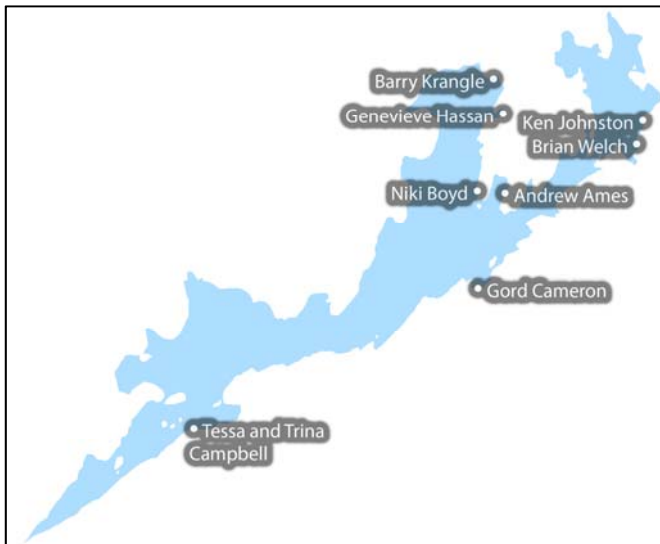 Barry Krangle
Genevieve Hassan
Ken Johnston
Brian Welch
Niki Boyd
Andrew Ames
Gord Cameron
Tessa and Trina
Campbell